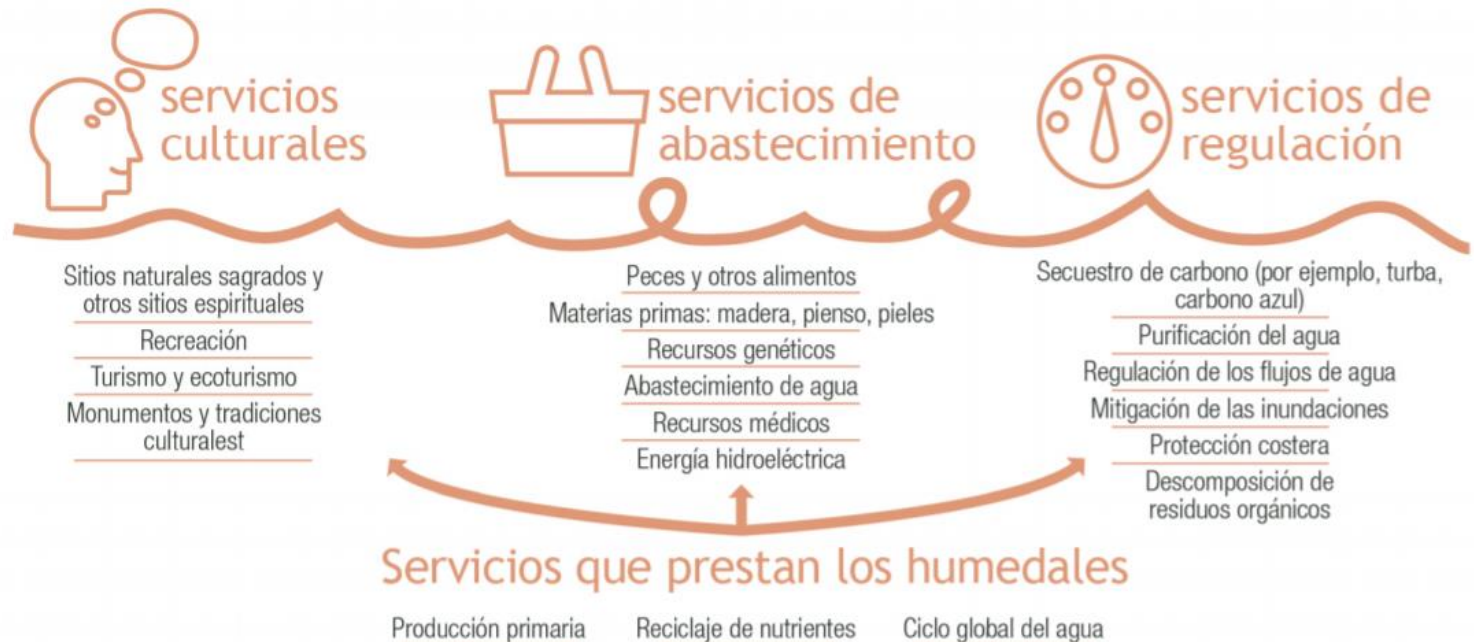 servicios
culturales
servicios de
abastecimiento
servicios de
regulación
Sitios naturales sagrados y
otros sitios espirituales
Recreación
Turismo y ecoturismo
Monumentos y tradiciones
culturalest
Peces y otros alimentos
Materias primas: madera, pienso, pieles
Recursos genéticos
Abastecimiento de agua
Recursos médicos
Energía hidroeléctrica
Secuestro de carbono (por ejemplo, turba,
carbono azul)
Purificación del agua
Regulación de los flujos de agua
Mitigación de las inundaciones
Protección costera
Descomposición de
residuos orgánicos
Servicios que prestan los humedales
Producción primaria Reciclaje de nutrientes Ciclo global del agua